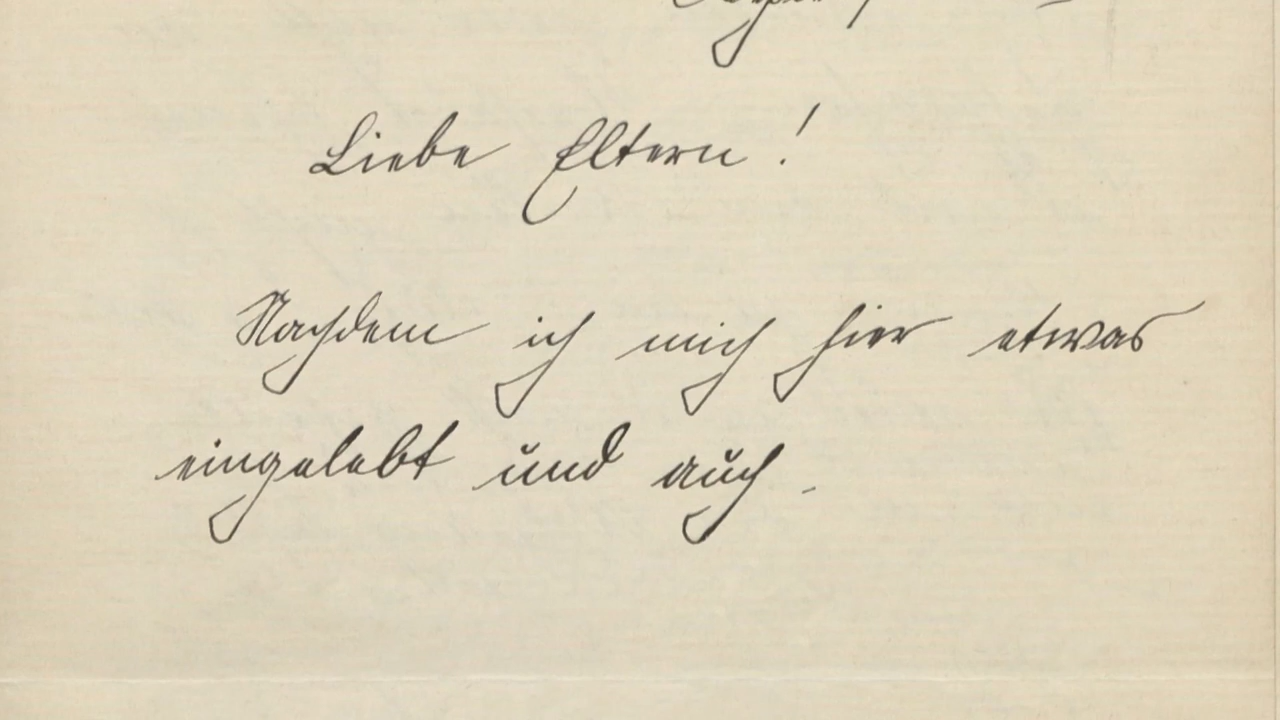 Liebe Eltern!
Nachdem ich mich hier etwas
eingelebt und auch